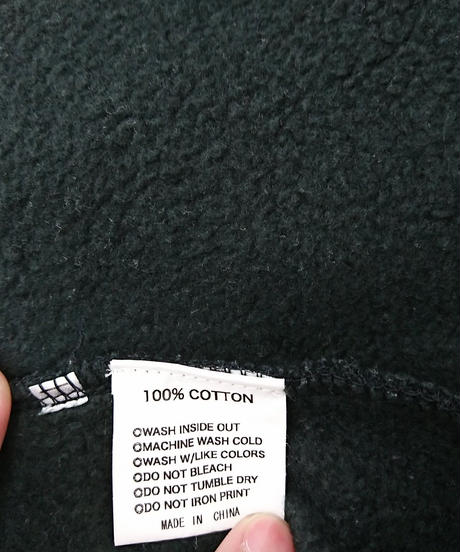 100% COTTON
✪WASH INSIDE OUT
✪MACHINE WASH COLD
✪WASH W/LIKE COLORS
✪DO NOT BLEACH
✪DO NOT TUMBLE DRY
✪DO NOT IRON PRINT
MADE IN CHINA